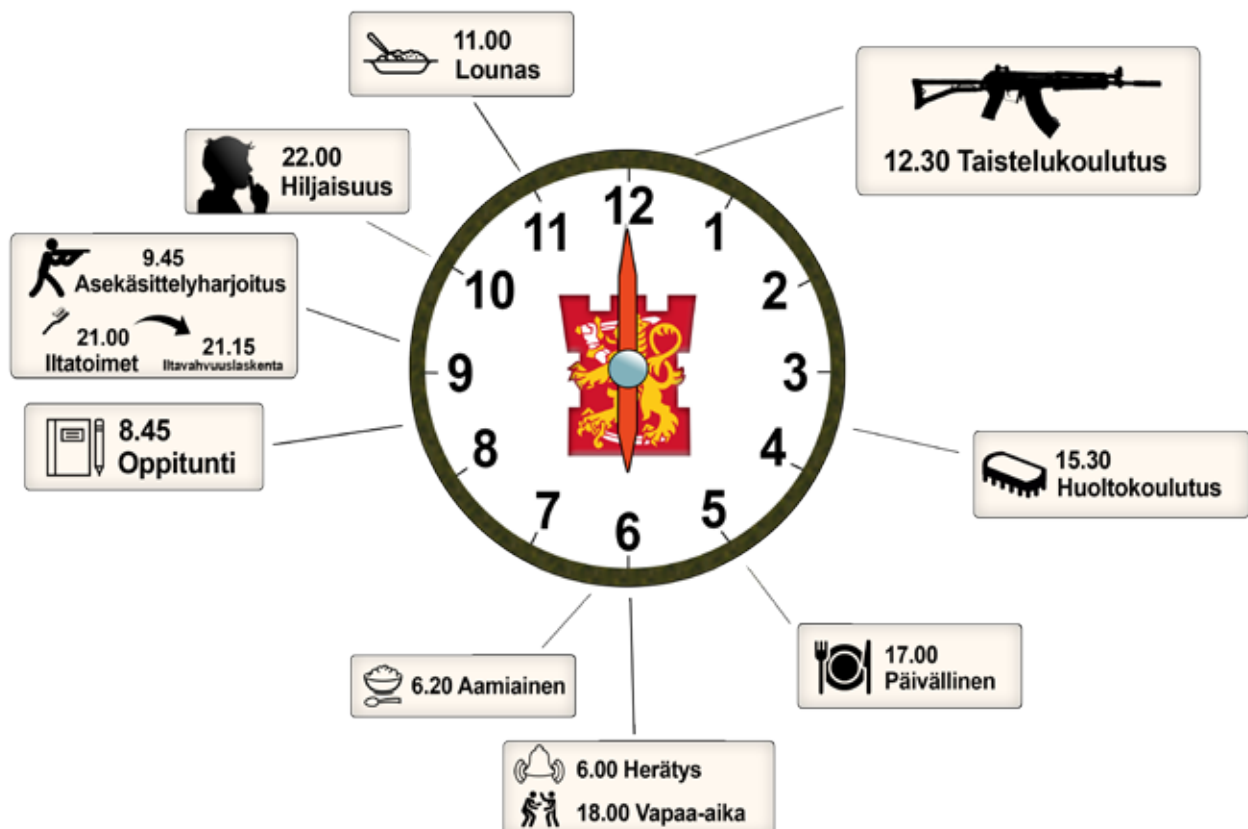 11.00
Lounas
12.30 Taistelukoulutus
22.00
Hiljaisuus
9.45
Asekäsittelyharjoitus
21.00
Iltatoimet
21.15
Iltavahvuuslaskenta
8.45
Oppitunti
12
1
2
3
4
5
6
7
8
9
10
11
15.30
Huoltokoulutus
17.00
Päivällinen
6.20 Aamiainen
6.00 Herätys
18.00 Vapaa-aika